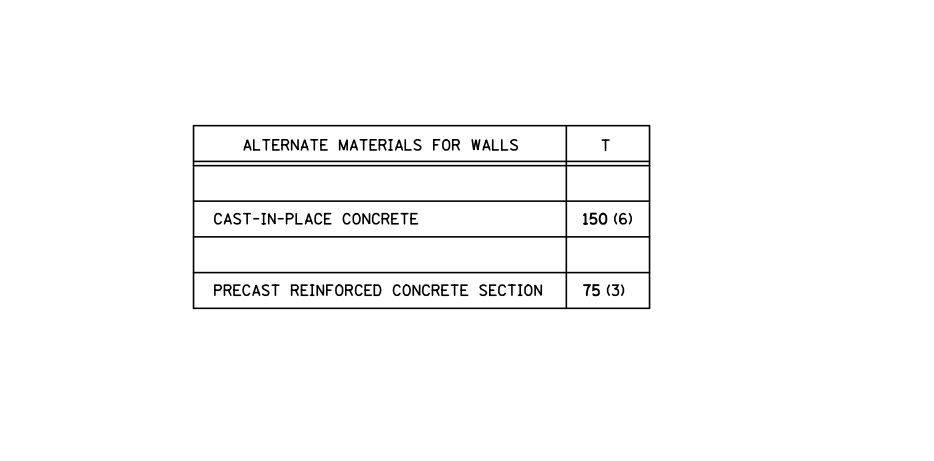 ALTERNATE MATERIALS FOR WALLS T
CAST-IN-PLACE CONCRETE 150 (6)
PRECAST REINFORCED CONCRETE SECTION 75 (3)